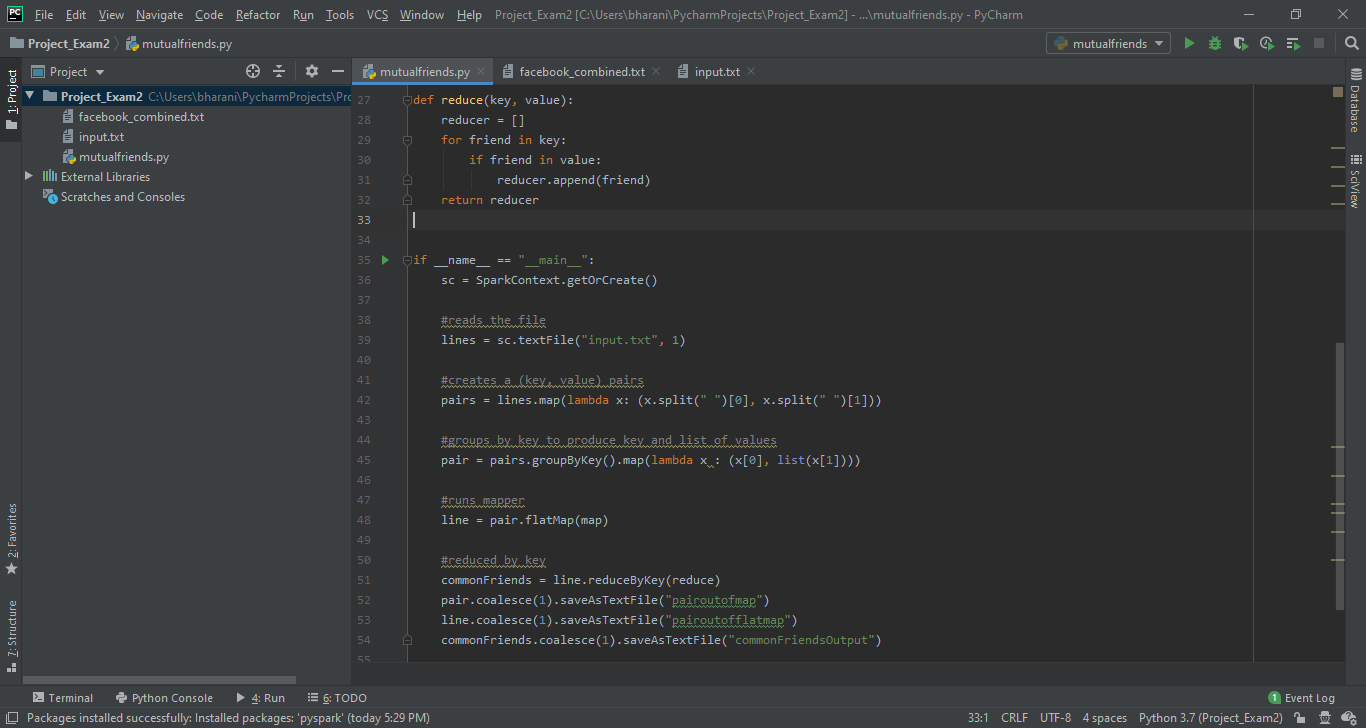 PC File Edit View Navigate Code Refactor Run Tools VCS Window Help Project_Exam2 [C:\Users\bharani\PycharmProjects\Project_Exam2] - ...\mutualfriends.py - PyCharm
Project_Exam2 mutualfriends.py mutualfriends
Project mutualfriends.py facebook_combined.txt input.txt
1: Project
Project_Exam2 C:\Users\bharani\PycharmProjects\Pro
facebook_combined.txt
input.txt
mutualfriends.py
External Libraries
Scratches and Consoles
27 def reduce(key, value):
28 reducer = []
29 for friend in key:
30 if friend in value:
31 reducer.append(friend)
32 return reducer
33
34
35 if __name__ == "__main__":
36 sc = SparkContext.getOrCreate()
37
38 #reads the file
39 lines = sc.textFile("input.txt", 1)
40
41 #creates a (key, value) pairs
42 pairs = lines.map(lambda x: (x.split(" ")[0], x.split(" ")[1]))
43
44 #groups by key to produce key and list of values
45 pair = pairs.groupByKey().map(lambda x : (x[0], list(x[1])))
46
47 #runs mapper
48 line = pair.flatMap(map)
49
50 #reduced by key
51 commonFriends = line.reduceByKey(reduce)
52 pair.coalesce(1).saveAsTextFile("pairoutofmap")
53 line.coalesce(1).saveAsTextFile("pairoutofflatmap")
54 commonFriends.coalesce(1).saveAsTextFile("commonFriendsOutput")
55
Database
SciView
2: Favorites
7: Structure
Terminal Python Console 4: Run 6: TODO 1 Event Log
Packages installed successfully: Installed packages: 'pyspark' (today 5:29 PM) 33:1 CRLF UTF-8 4 spaces Python 3.7 (Project_Exam2)